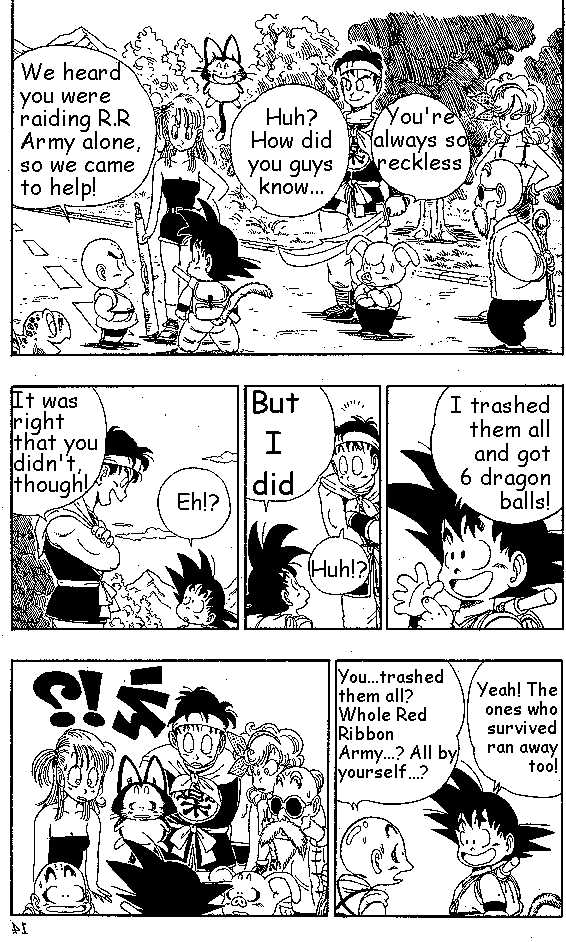 We heard
you were
raiding R.R
Army alone,
so we came
to help!
Huh?
How did
you guys
know...
You're
always so
reckless
It was
right
that you
didn't,
though!
Eh!?
But
I
did
Huh!?
I trashed
them all
and got
6 dragon
balls!
?!
You...trashed
them all?
Whole Red
Ribbon
Army...? All by
yourself...?
Yeah! The
ones who
survived
ran away
too!
14